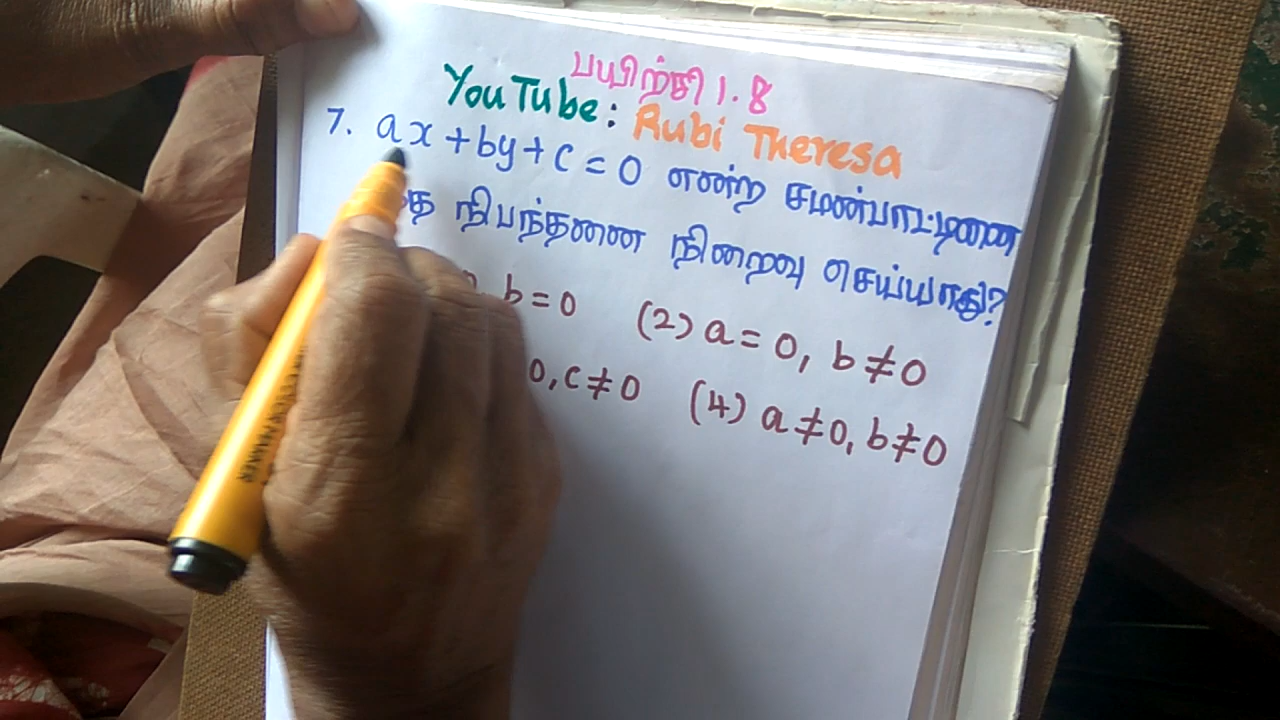 பயிற்சி 1.8
YouTube: Rubi Theresa
7. ax + by + c = 0 என்ற சமன்பாட்டினை
நிபந்தனை நிறைவு செய்யாது?
b = 0 (2) a = 0, b ≠ 0
0, c ≠ 0 (4) a ≠ 0, b ≠ 0